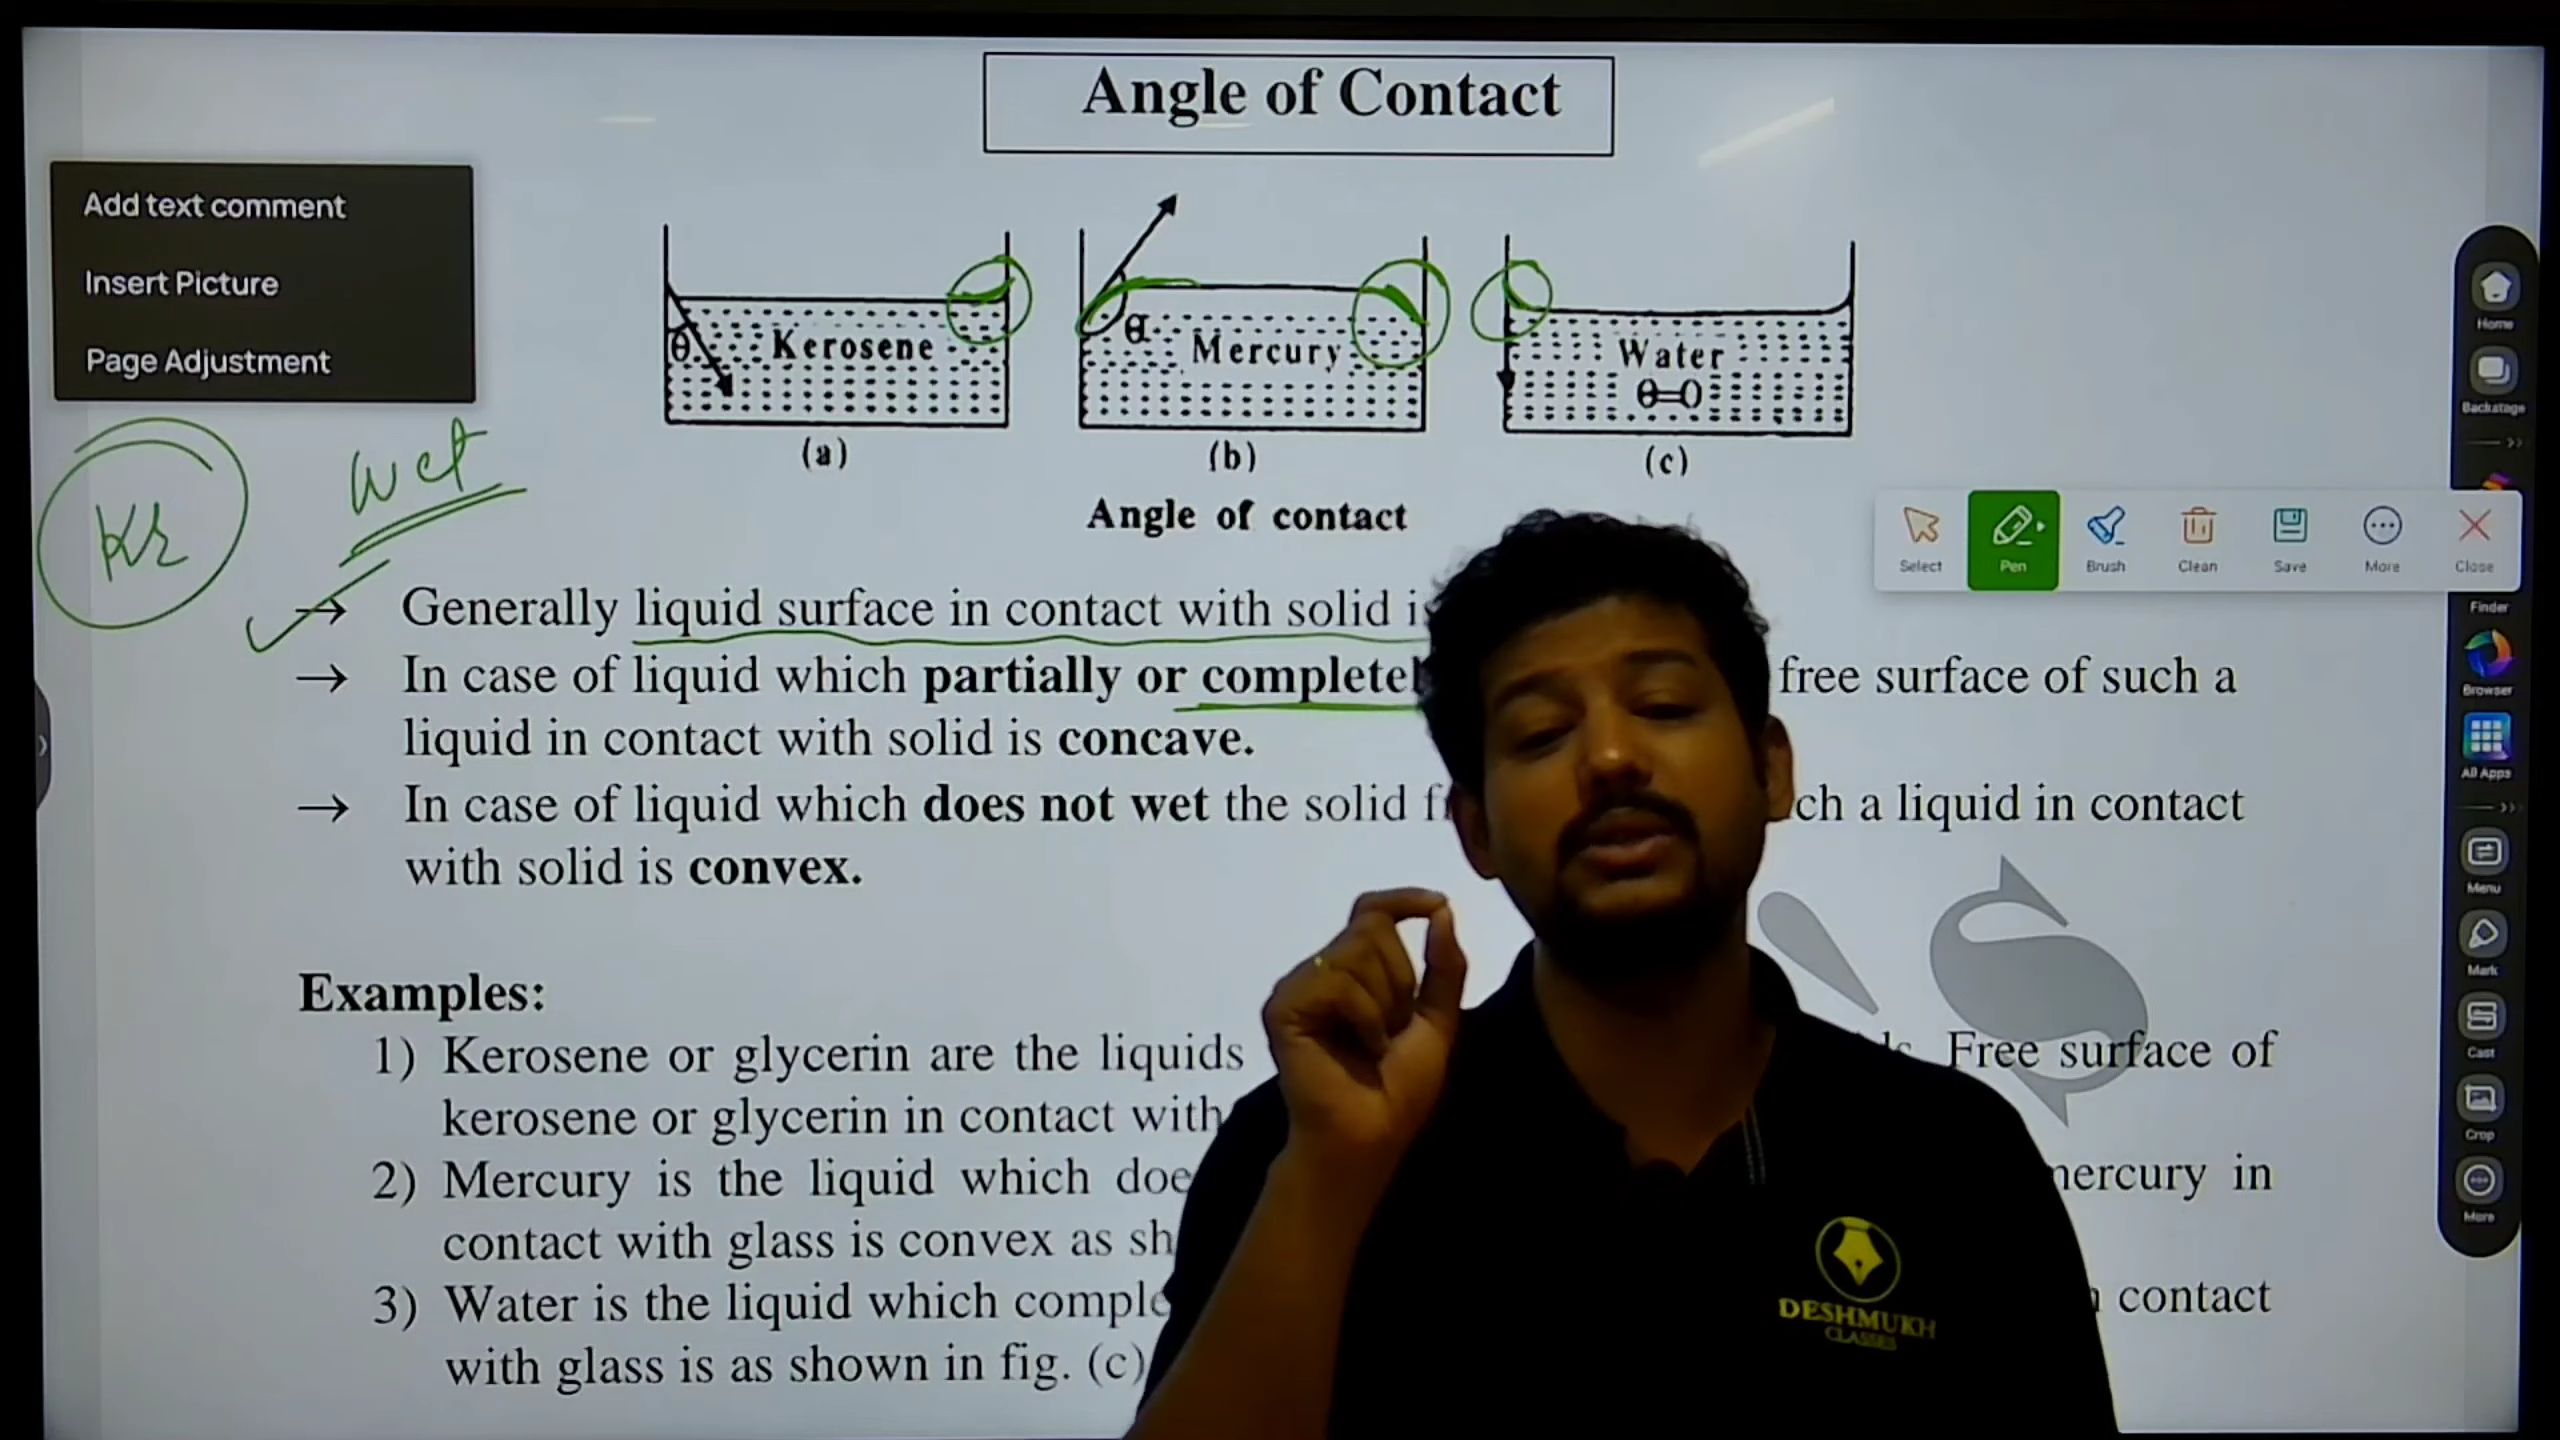 Angle of Contact
Add text comment
Insert Picture
Page Adjustment
θ Kerosene
α Mercury
Water
θ=0
(a) (b) (c)
Angle of contact
wet
Select Pen Brush Clean Save More Close
→ Generally liquid surface in contact with solid
→ In case of liquid which partially or free surface of such a
liquid in contact with solid is concave.
→ In case of liquid which does not wet the solid a liquid in contact
with solid is convex.
Examples:
1) Kerosene or glycerin are the liquids Free surface of
kerosene or glycerin in contact with
2) Mercury is the liquid which in
contact with glass is convex as
3) Water is the liquid which contact
with glass is as shown in fig. (c)
's
DESHMUKH
CLASSES
Home
Backstage
Finder
Browser
All Apps
Menu
Mark
Cast
Crop
More